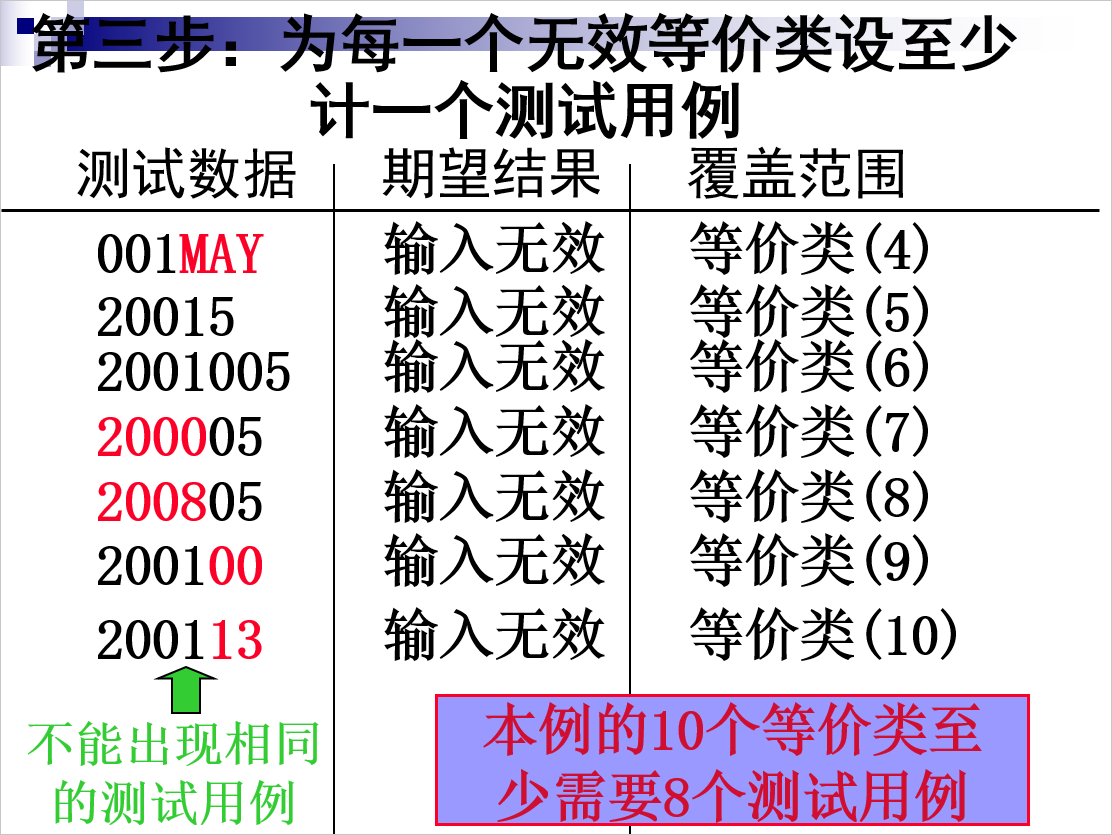 第三步：为每一个无效等价类设至少
计一个测试用例
测试数据 期望结果 覆盖范围
001MAY 输入无效 等价类(4)
20015 输入无效 等价类(5)
2001005 输入无效 等价类(6)
200005 输入无效 等价类(7)
200805 输入无效 等价类(8)
200100 输入无效 等价类(9)
200113 输入无效 等价类(10)
不能出现相同
的测试用例
本例的10个等价类至
少需要8个测试用例